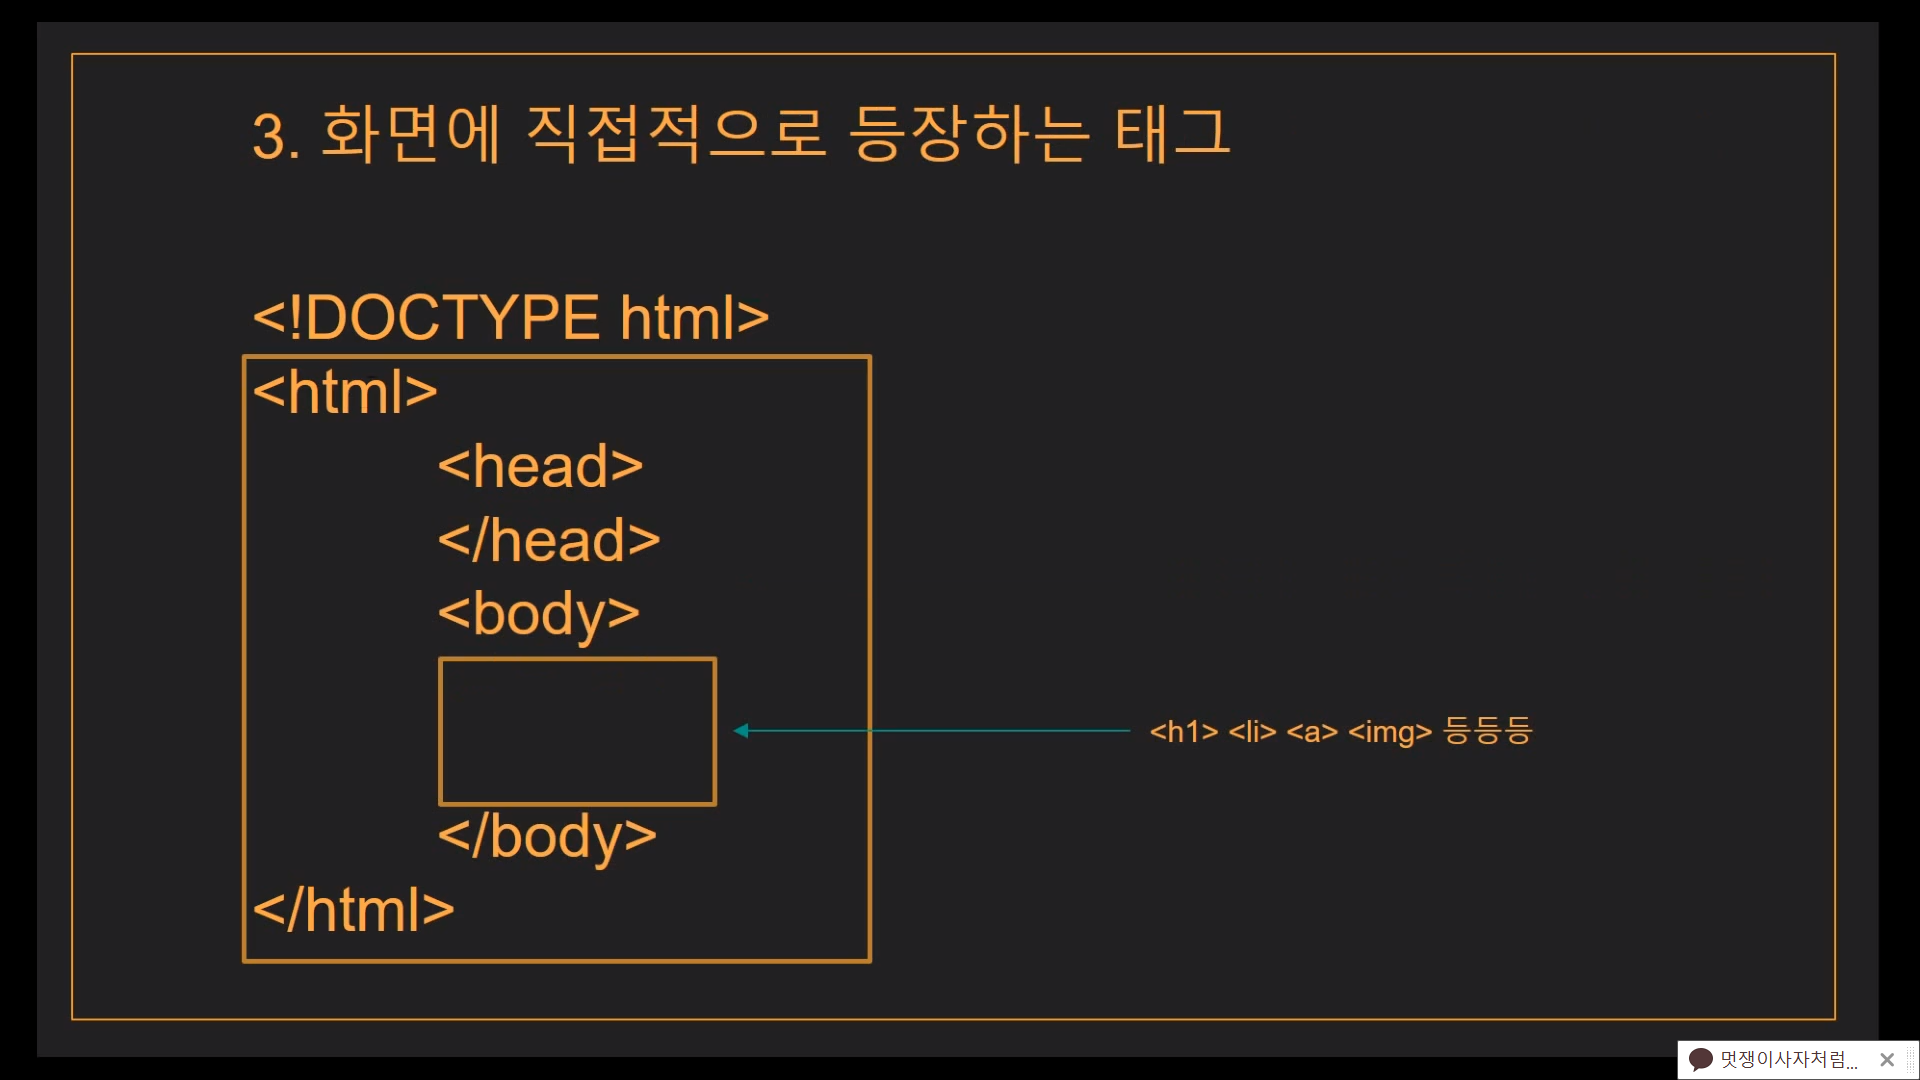 3. 화면에 직접적으로 등장하는 태그
<!DOCTYPE html>
<html>
<head>
</head>
<body>
<h1> <li> <a> <img> 등등등
</body>
</html>
멋쟁이사자처럼...